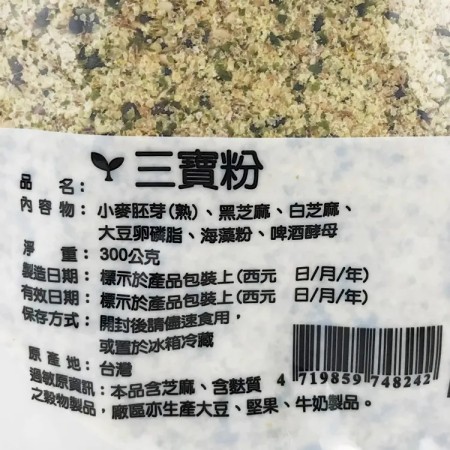 品名：三寶粉
內容物：小麥胚芽(熟)、黑芝麻、白芝麻、
大豆卵磷脂、海藻粉、啤酒酵母
淨重：300公克
製造日期：標示於產品包裝上(西元 日/月/年)
有效日期：標示於產品包裝上(西元 日/月/年)
保存方式：開封後請儘速食用，
或置於冰箱冷藏
原產地：台灣
過敏原資訊：本品含芝麻、含麩質
之穀物製品，廠區亦生產大豆、堅果、牛奶製品。
4 719859 748242